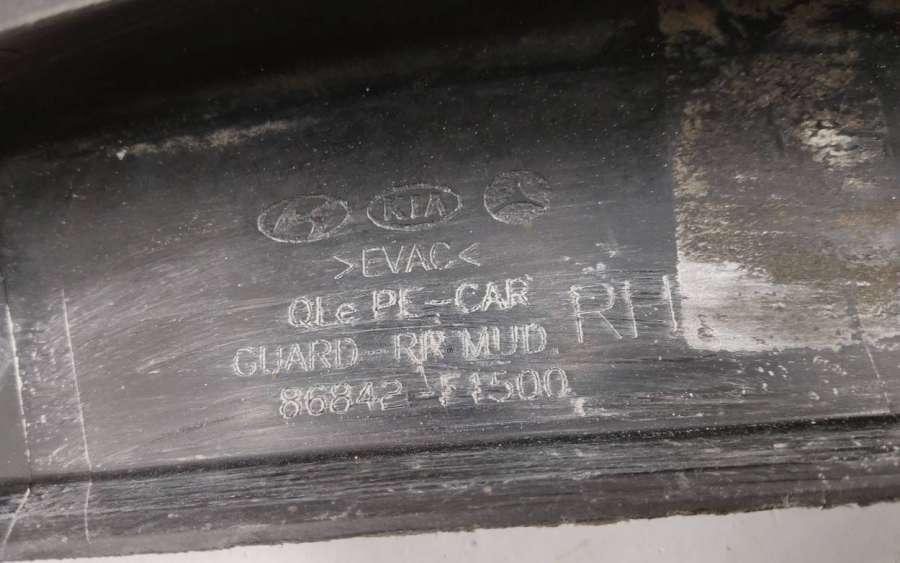 KIA
>EVAC<
QLe PE-CAR
GUARD-RR MUD RH
86842-F1500